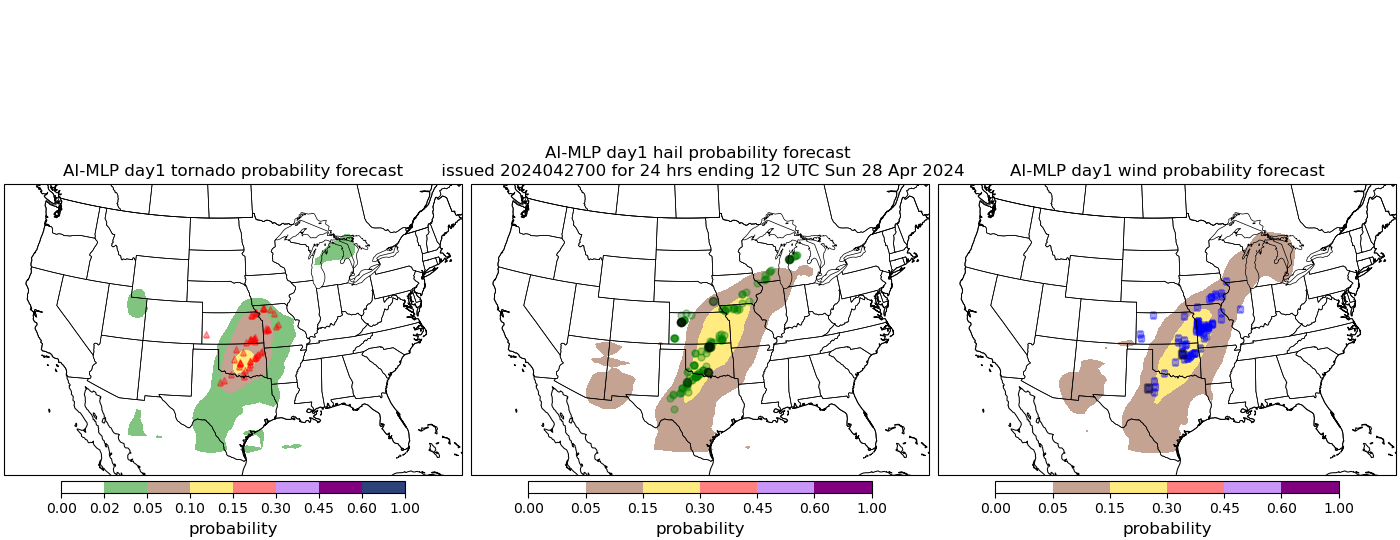 AI-MLP day1 hail probability forecast
AI-MLP day1 tornado probability forecast
issued 2024042700 for 24 hrs ending 12 UTC Sun 28 Apr 2024
AI-MLP day1 wind probability forecast
0.00 0.02 0.05 0.10 0.15 0.30 0.45 0.60 1.00
probability
0.00 0.05 0.15 0.30 0.45 0.60 1.00
probability
0.00 0.05 0.15 0.30 0.45 0.60 1.00
probability